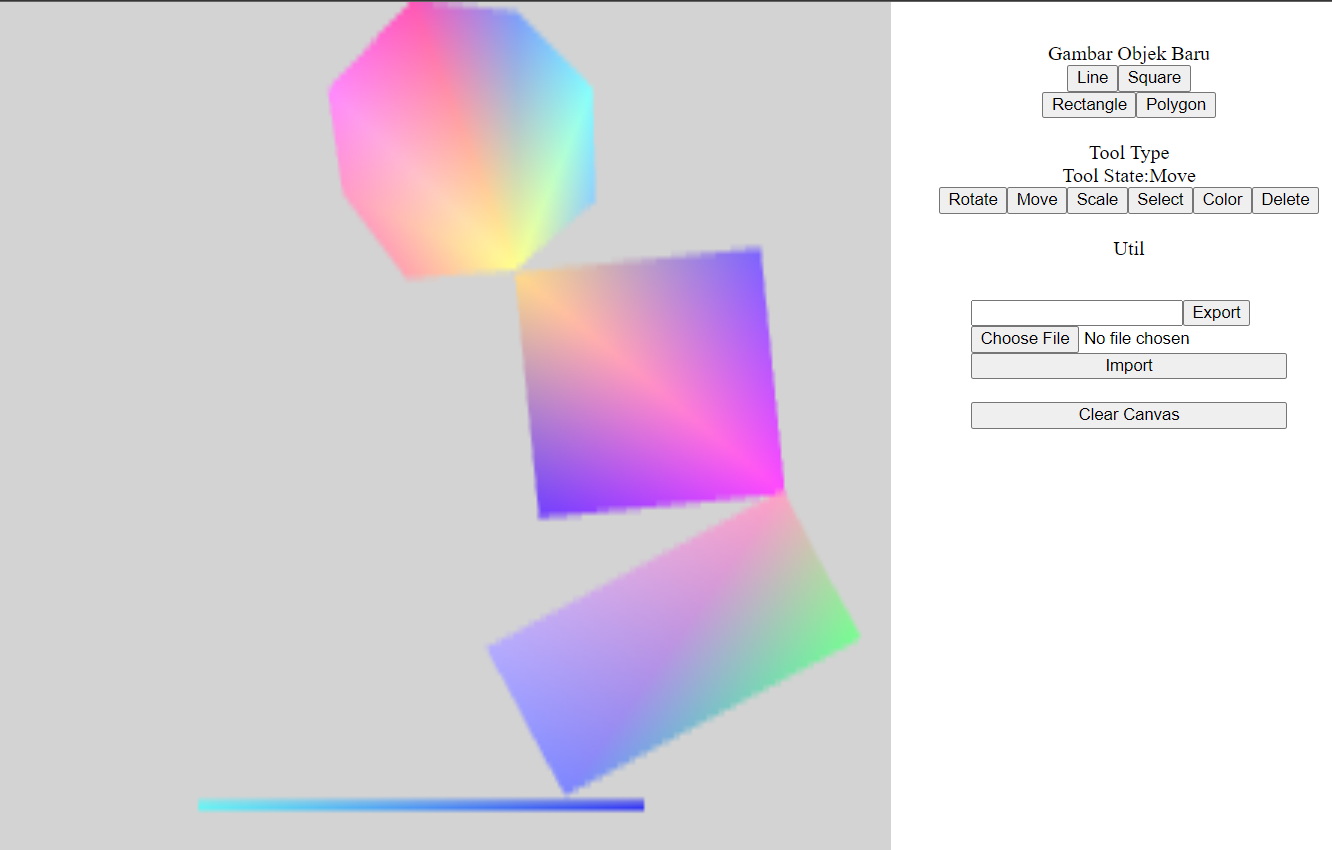 Gambar Objek Baru
Line Square
Rectangle Polygon
Tool Type
Tool State:Move
Rotate Move Scale Select Color Delete
Util
Export
Choose File No file chosen
Import
Clear Canvas